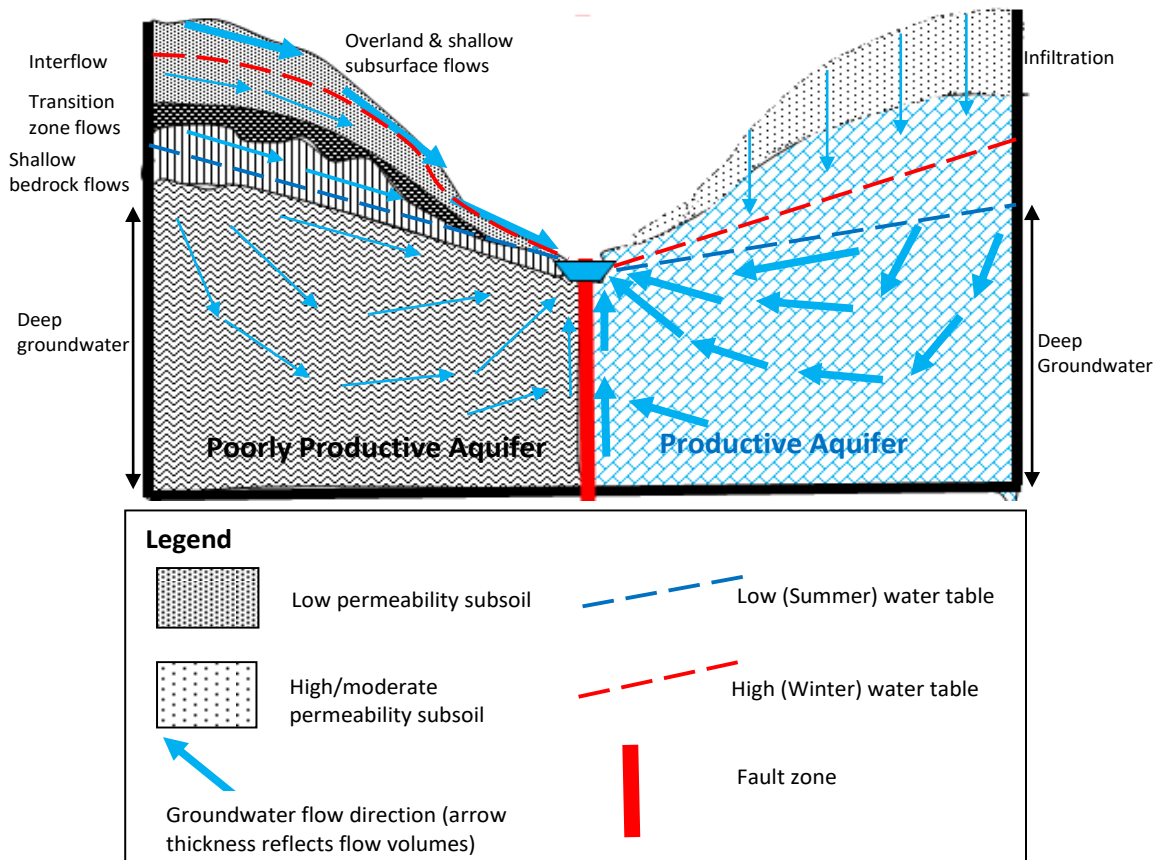 Overland & shallow
subsurface flows
Interflow
Transition
zone flows
Shallow
bedrock flows
Deep
groundwater
Infiltration
Deep
Groundwater
Poorly Productive Aquifer
Productive Aquifer
Legend
Low permeability subsoil
Low (Summer) water table
High/moderate
permeability subsoil
High (Winter) water table
Groundwater flow direction (arrow
thickness reflects flow volumes)
Fault zone